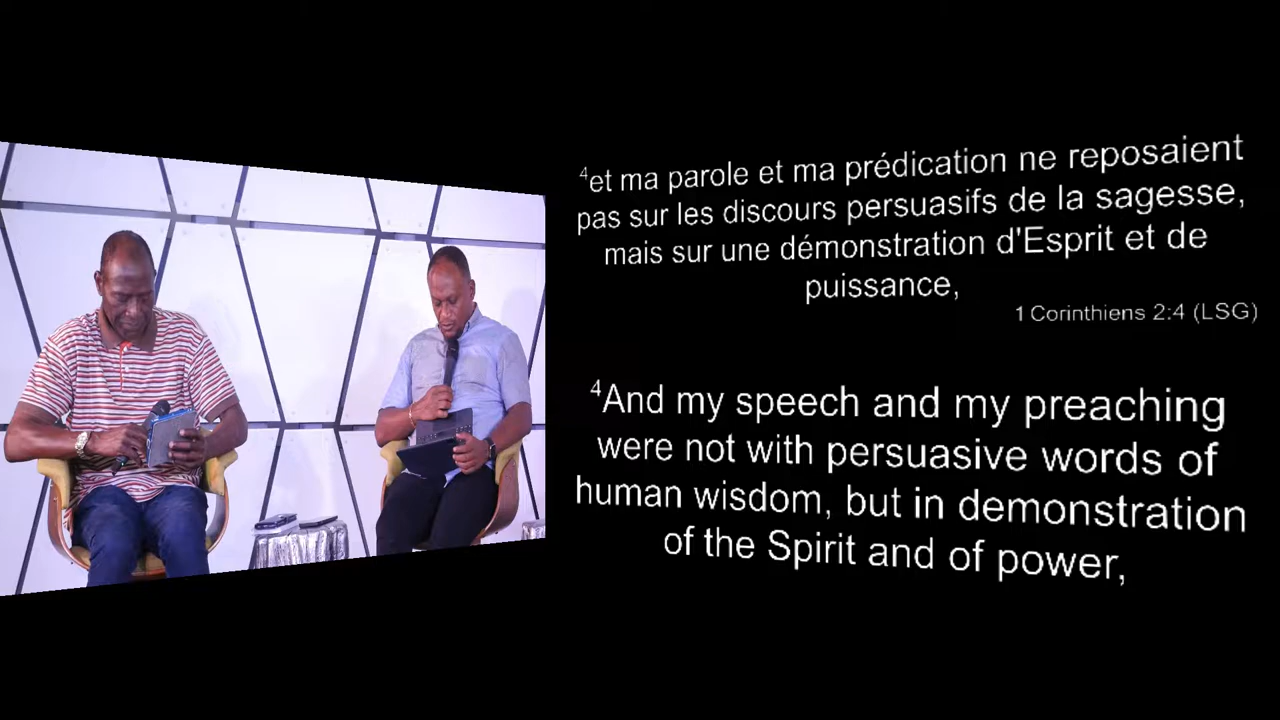 ⁴et ma parole et ma prédication ne reposaient
pas sur les discours persuasifs de la sagesse,
mais sur une démonstration d'Esprit et de
puissance,
1 Corinthiens 2:4 (LSG)
⁴And my speech and my preaching
were not with persuasive words of
human wisdom, but in demonstration
of the Spirit and of power,